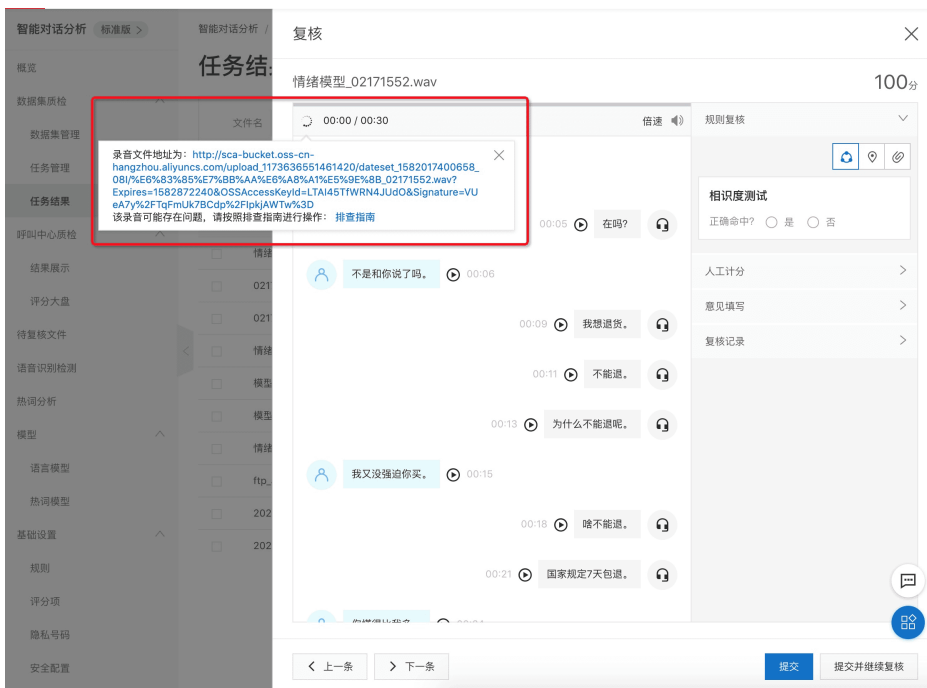 智能对话分析 标准版 >
概览
数据集质检
数据集管理
任务管理
任务结果
呼叫中心质检
结果展示
评分大盘
待复核文件
语音识别检测
热词分析
模型
语言模型
热词模型
基础设置
规则
评分项
隐私号码
安全配置
智能对话分析 /
任务结
文件名
情绪
021
021
情绪
模型
模型
情绪
ftp_
202
202
复核
情绪模型_02171552.wav
100分
00:00 / 00:30
倍速
录音文件地址为：http://sca-bucket.oss-cn-
hangzhou.aliyuncs.com/upload_1173636551461420/dateset_1582017400658_
08I/%E6%83%85%E7%BB%AA%E6%A8%A1%E5%9E%8B_02171552.wav?
Expires=1582872240&OSSAccessKeyId=LTAI45TfWRN4JUdO&Signature=VU
eA7y%2FTqFmUk7BCdp%2FlpkjAWTw%3D
该录音可能存在问题，请按照排查指南进行操作： 排查指南
00:05 在吗?
不是和你说了吗。 00:06
00:09 我想退货。
00:11 不能退。
00:13 为什么不能退呢。
我又没强迫你买。 00:15
00:18 啥不能退。
00:21 国家规定7天包退。
规则复核
相识度测试
正确命中? 是 否
人工计分
意见填写
复核记录
上一条
下一条
提交
提交并继续复核